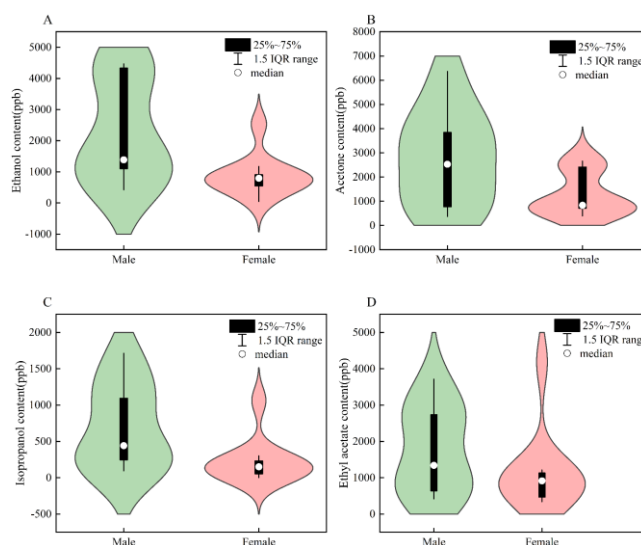 A
Ethanol content(ppb)
5000
4000
3000
2000
1000
0
-1000
25%~75%
1.5 IQR range
median
Male
Female
B
Acetone content(ppb)
8000
7000
6000
5000
4000
3000
2000
1000
0
-1000
25%~75%
1.5 IQR range
median
Male
Female
C
Isopropanol content(ppb)
2000
1500
1000
500
0
-500
25%~75%
1.5 IQR range
median
Male
Female
D
Ethyl acetate content(ppb)
5000
4000
3000
2000
1000
0
25%~75%
1.5 IQR range
median
Male
Female